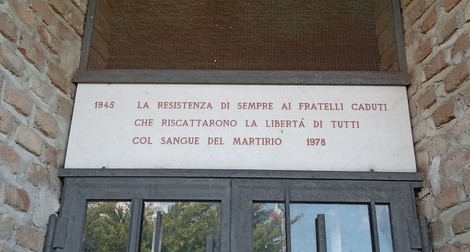 1945 LA RESISTENZA DI SEMPRE AI FRATELLI CADUTI
CHE RISCATTARONO LA LIBERTÀ DI TUTTI
COL SANGUE DEL MARTIRIO 1978